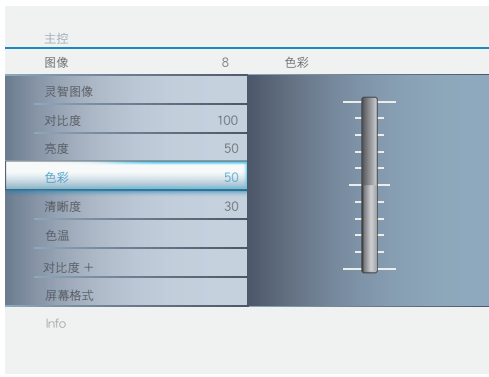 主控
图像 8 色彩
灵智图像
对比度 100
亮度 50
色彩 50
清晰度 30
色温
对比度 +
屏幕格式
Info